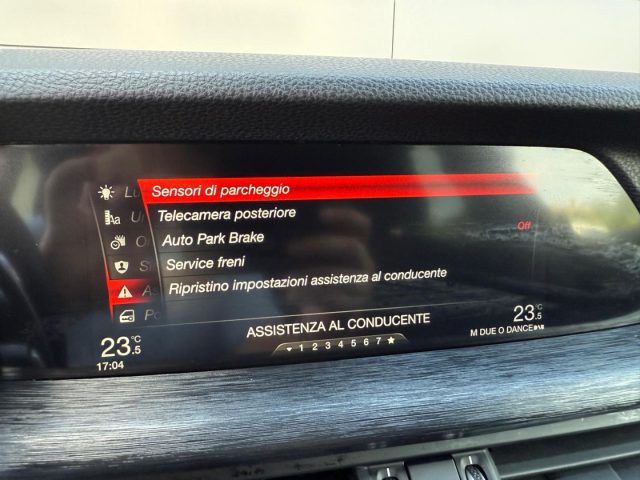 Sensori di parcheggio
Telecamera posteriore
Auto Park Brake
Off
Service freni
Ripristino impostazioni assistenza al conducente
ASSISTENZA AL CONDUCENTE
1 2 3 4 5 6 7
23.5 °C
17:04
23.5 °C
M DUE O DANCE